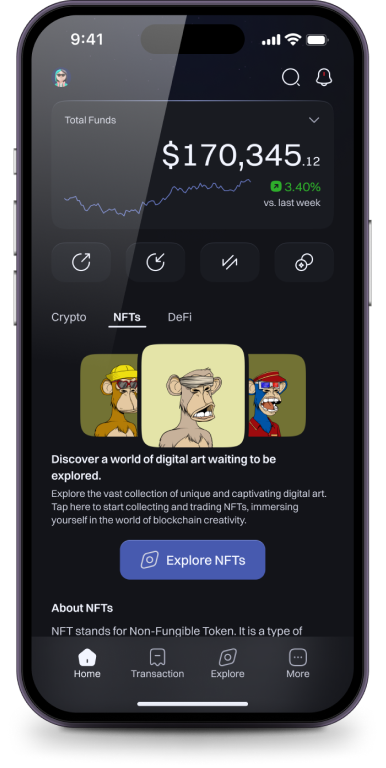 9:41
Total Funds
$170,345.12
3.40%
vs. last week
Crypto NFTs DeFi
Discover a world of digital art waiting to be
explored.
Explore the vast collection of unique and captivating digital art.
Tap here to start collecting and trading NFTs, immersing
yourself in the world of blockchain creativity.
Explore NFTs
About NFTs
NFT stands for Non-Fungible Token. It is a type of
Home Transaction Explore More